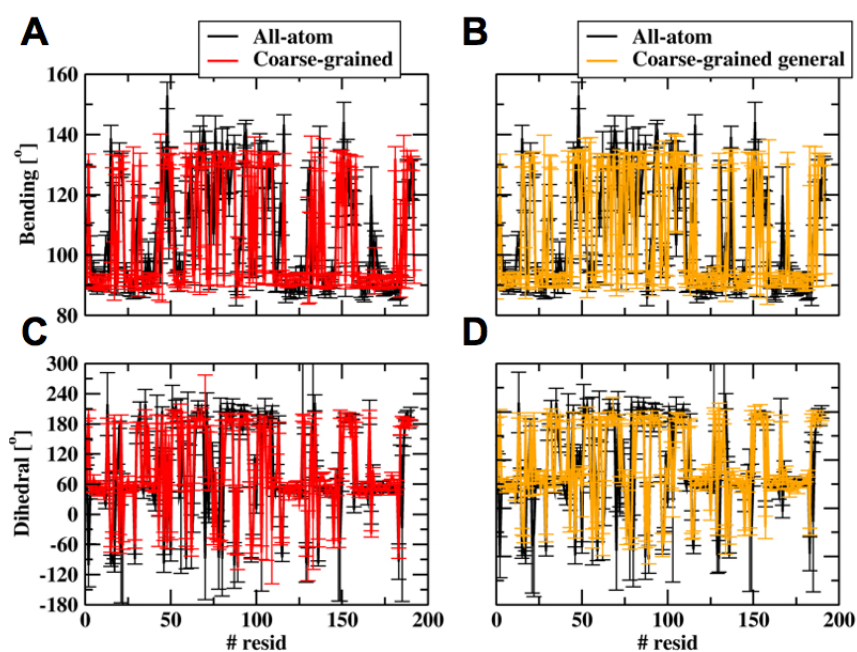 A
B
All-atom
Coarse-grained
All-atom
Coarse-grained general
160
140
120
100
80
Bending [°]
C
D
300
240
180
120
60
0
-60
-120
-180
Dihedral [°]
0 50 100 150 200
0 50 100 150 200
# resid
# resid